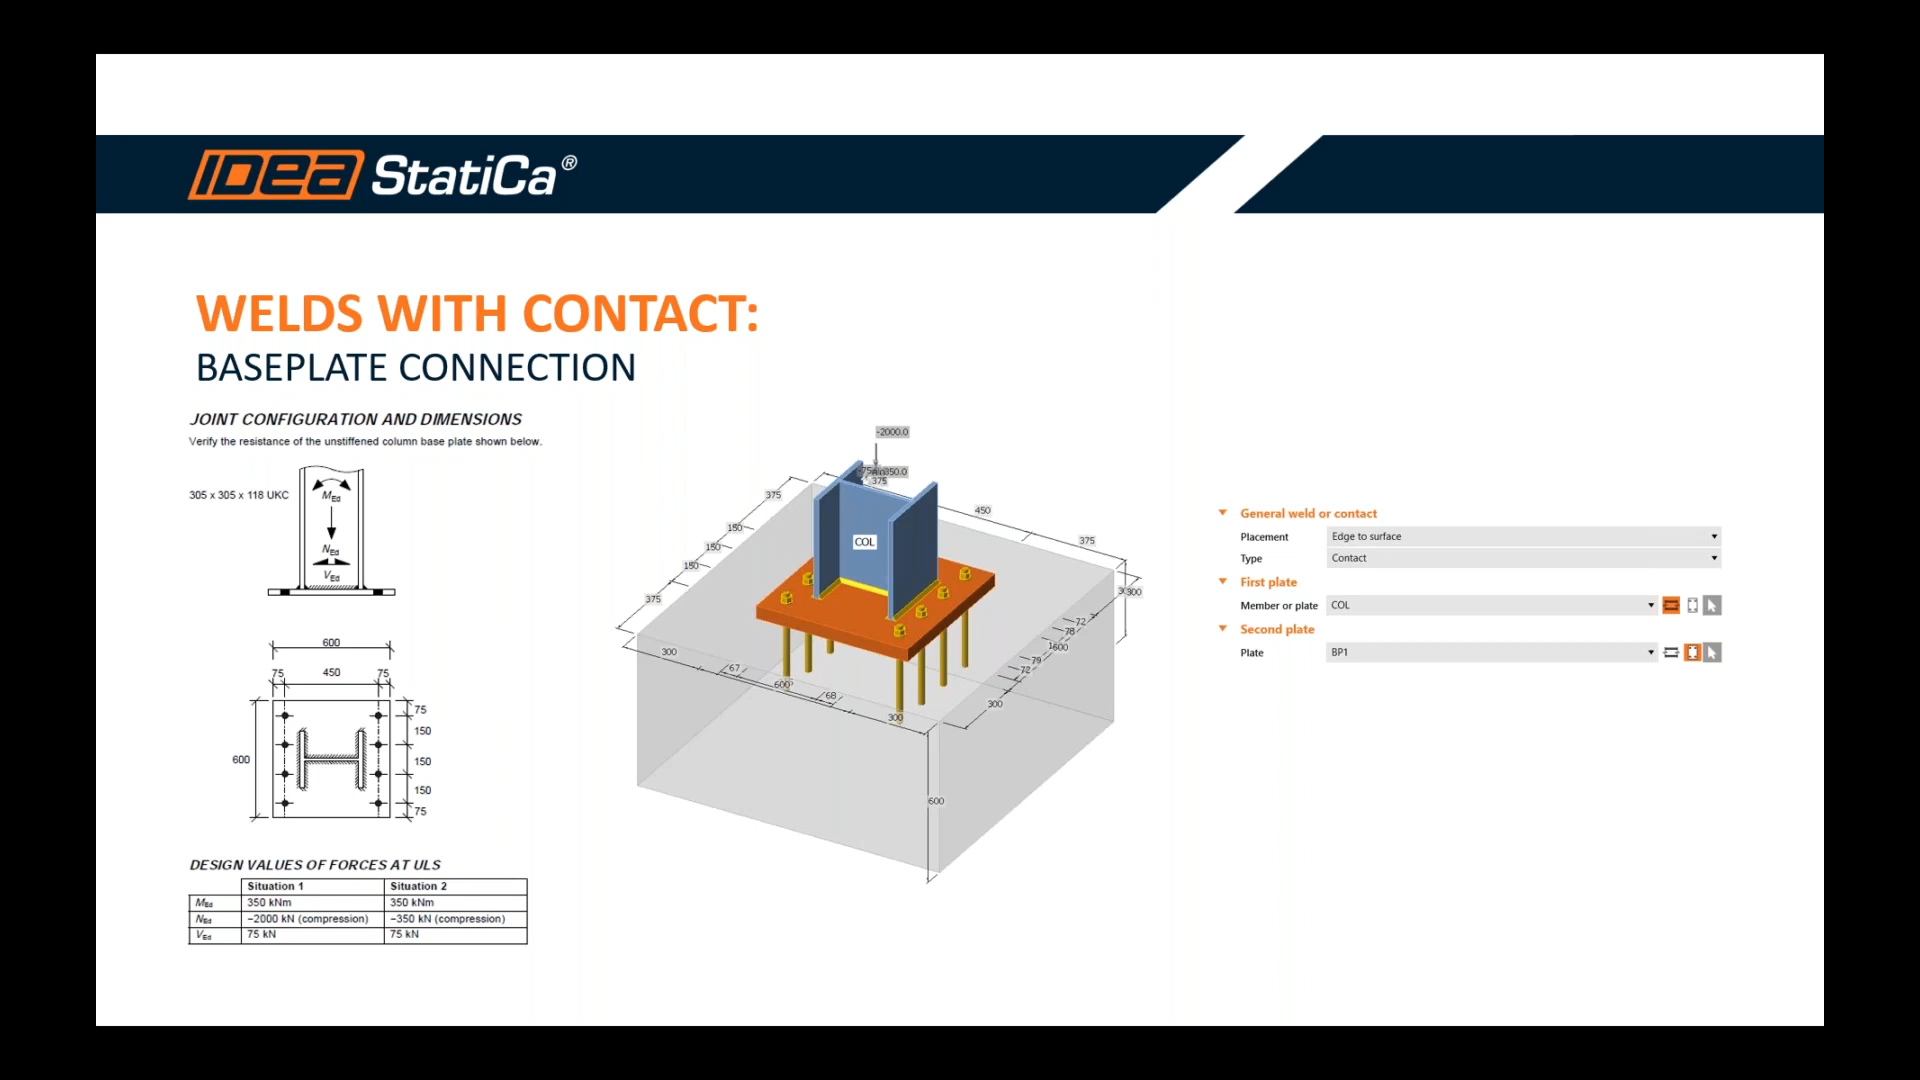 IDEA StatiCa®
WELDS WITH CONTACT:
BASEPLATE CONNECTION
JOINT CONFIGURATION AND DIMENSIONS
Verify the resistance of the unstiffened column base plate shown below.
305 x 305 x 118 UKC
MEd
NEd
VEd
600
75 450 75
75
150
600
150
150
75
DESIGN VALUES OF FORCES AT ULS
Situation 1 Situation 2
MEd 350 kNm 350 kNm
NEd –2000 kN (compression) –350 kN (compression)
VEd 75 kN 75 kN
-2000.0
350.0
375
375
450
150
COL
375
150
150
375
300
72
78
600
300
79
72
67
600
68
300
300
600
General weld or contact
Placement Edge to surface
Type Contact
First plate
Member or plate COL
Second plate
Plate BP1